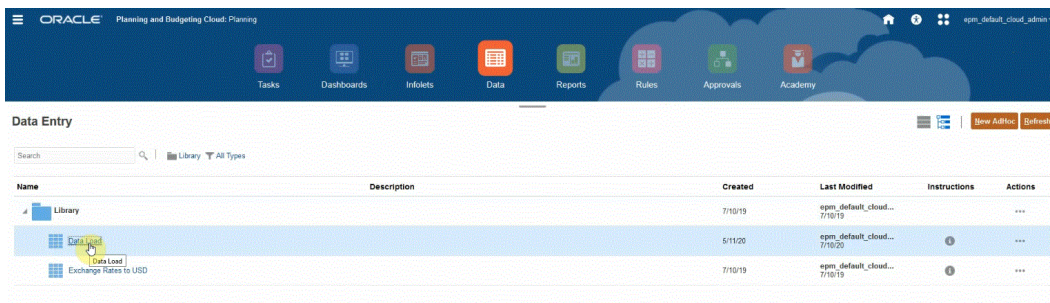 ORACLE® Planning and Budgeting Cloud: Planning epm_default_cloud_admin
Tasks Dashboards Infolets Data Reports Rules Approvals Academy
Data Entry New AdHoc Refresh
Search Library All Types
Name Description Created Last Modified Instructions Actions
Library 7/10/19 epm_default_cloud...
7/10/19
Data Load 5/11/20 epm_default_cloud...
7/10/20
Data Load
Exchange Rates to USD 7/10/19 epm_default_cloud...
7/10/19